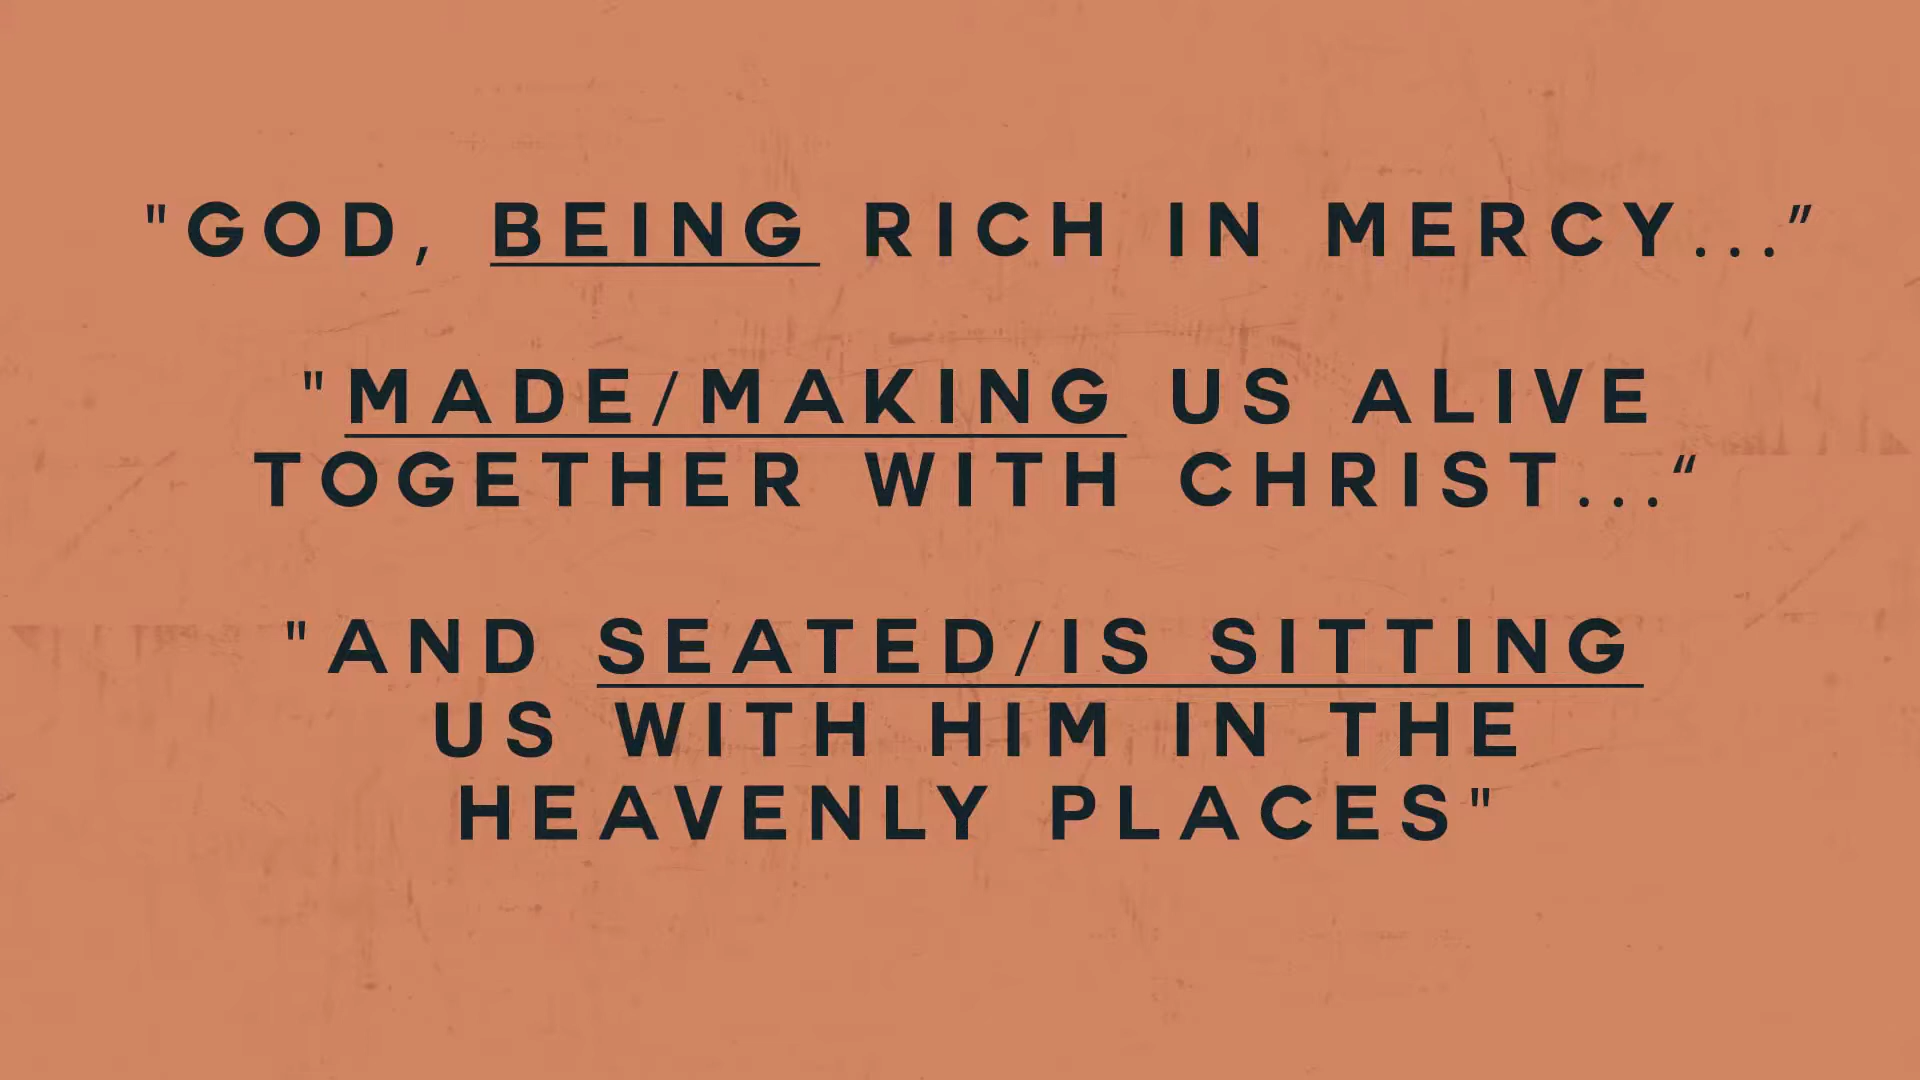 "GOD, BEING RICH IN MERCY...”
"MADE/MAKING US ALIVE
TOGETHER WITH CHRIST...“
"AND SEATED/IS SITTING
US WITH HIM IN THE
HEAVENLY PLACES"